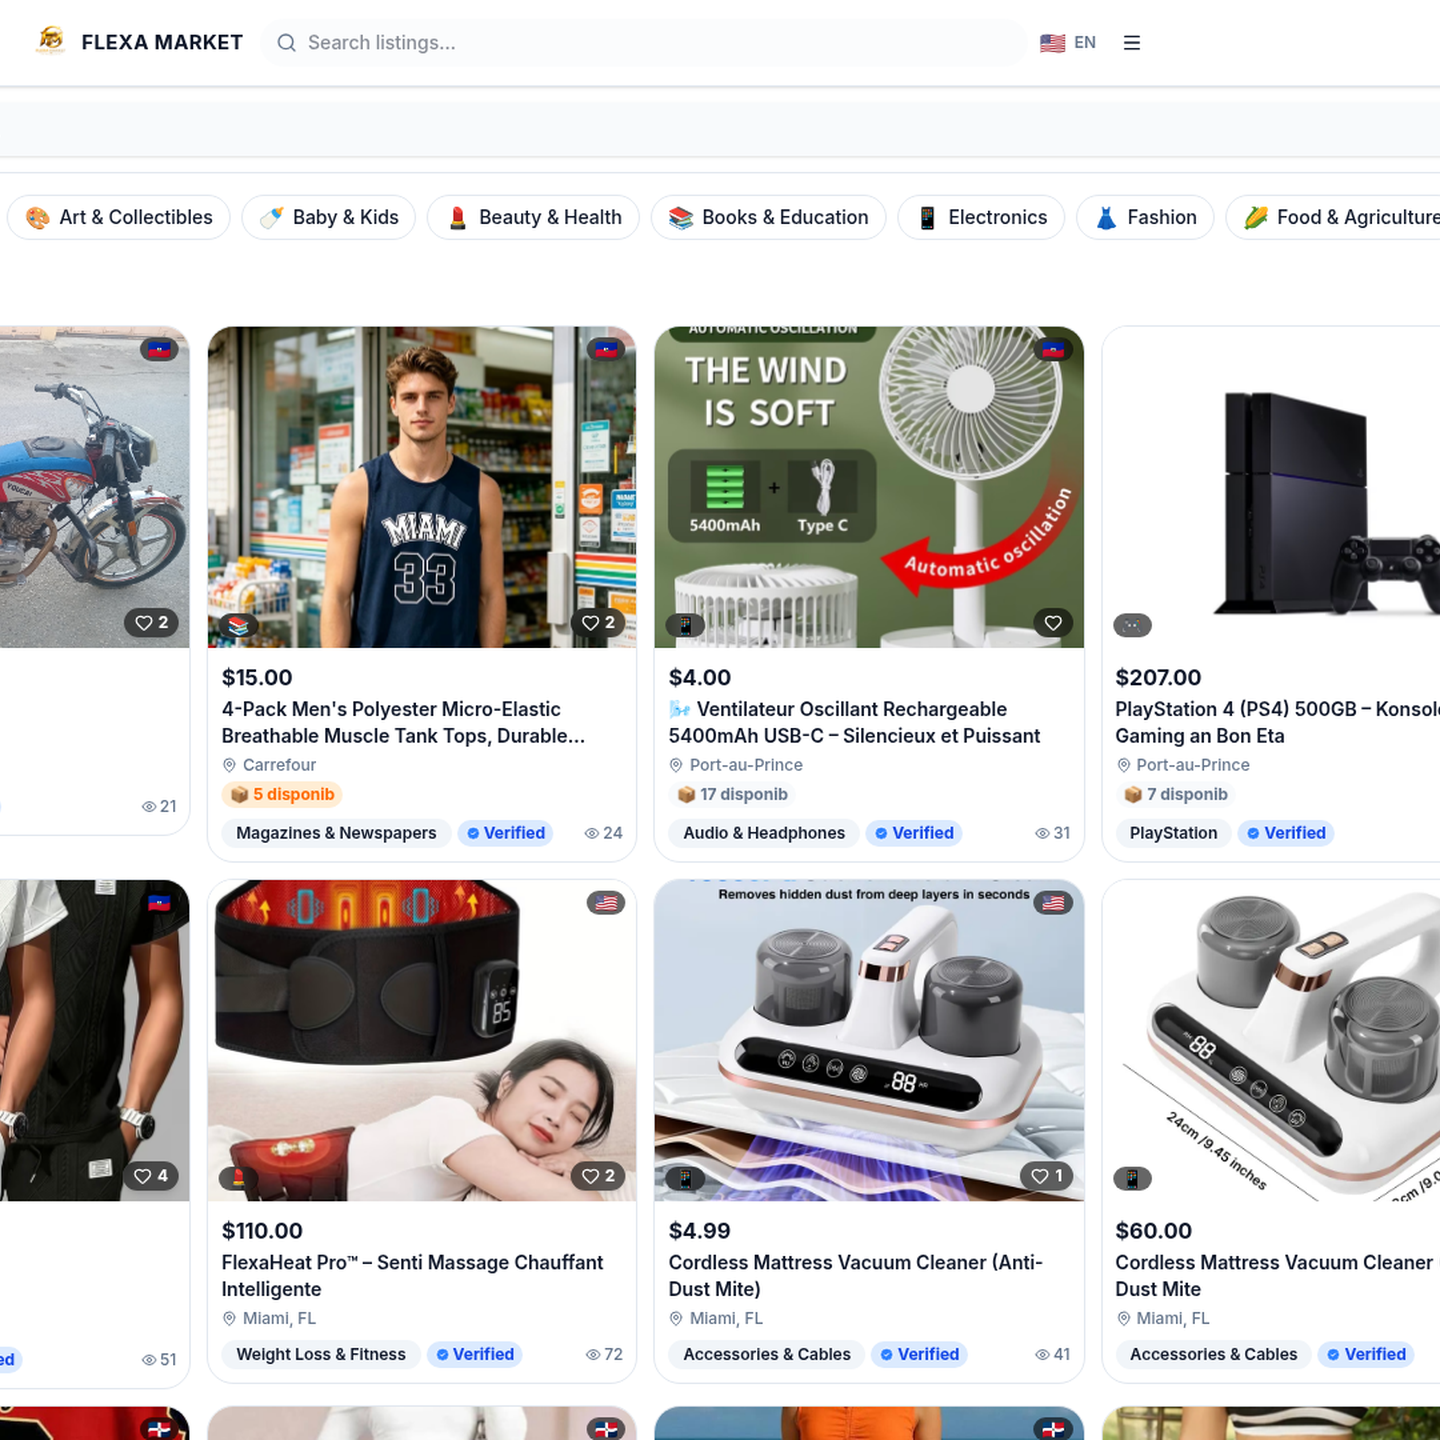 FLEXA MARKET
Search listings...
EN
Art & Collectibles
Baby & Kids
Beauty & Health
Books & Education
Electronics
Fashion
Food & Agriculture
2
MIAMI
33
2
AUTOMATIC OSCILLATION
THE WIND
IS SOFT
5400mAh + Type C
Automatic oscillation
21
$15.00
4-Pack Men's Polyester Micro-Elastic
Breathable Muscle Tank Tops, Durable...
Carrefour
5 disponib
Magazines & Newspapers
Verified
24
$4.00
Ventilateur Oscillant Rechargeable
5400mAh USB-C – Silencieux et Puissant
Port-au-Prince
17 disponib
Audio & Headphones
Verified
31
$207.00
PlayStation 4 (PS4) 500GB – Konsole
Gaming an Bon Eta
Port-au-Prince
7 disponib
PlayStation
Verified
4
51
85
2
$110.00
FlexaHeat Pro™ – Senti Massage Chauffant
Intelligente
Miami, FL
Weight Loss & Fitness
Verified
72
Removes hidden dust from deep layers in seconds
88
1
$4.99
Cordless Mattress Vacuum Cleaner (Anti-
Dust Mite)
Miami, FL
Accessories & Cables
Verified
41
88
24cm /9.45 inches
$60.00
Cordless Mattress Vacuum Cleaner
Dust Mite
Miami, FL
Accessories & Cables
Verified